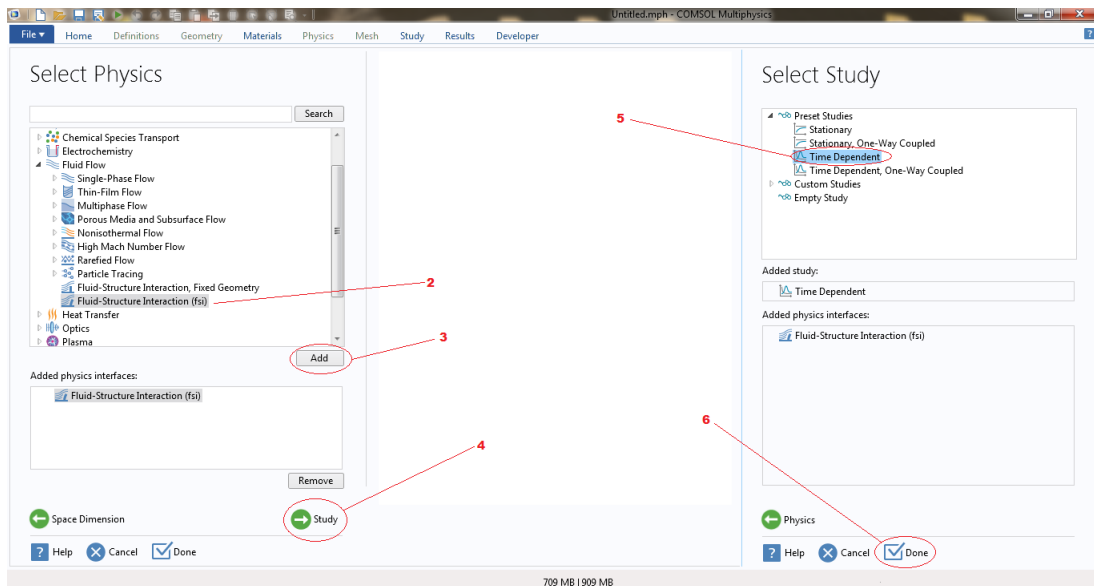 Untitled.mph - COMSOL Multiphysics
File Home Definitions Geometry Materials Physics Mesh Study Results Developer
Select Physics
Search
Chemical Species Transport
Electrochemistry
Fluid Flow
Single-Phase Flow
Thin-Film Flow
Multiphase Flow
Porous Media and Subsurface Flow
Nonisothermal Flow
High Mach Number Flow
Rarefied Flow
Particle Tracing
Fluid-Structure Interaction, Fixed Geometry
Fluid-Structure Interaction (fsi)
Heat Transfer
Optics
Plasma
Add
Added physics interfaces:
Fluid-Structure Interaction (fsi)
Remove
Space Dimension
Study
Help
Cancel
Done
2
3
4
5
6
Select Study
Preset Studies
Stationary
Stationary, One-Way Coupled
Time Dependent
Time Dependent, One-Way Coupled
Custom Studies
Empty Study
Added study:
Time Dependent
Added physics interfaces:
Fluid-Structure Interaction (fsi)
Physics
Help
Cancel
Done
709 MB | 909 MB